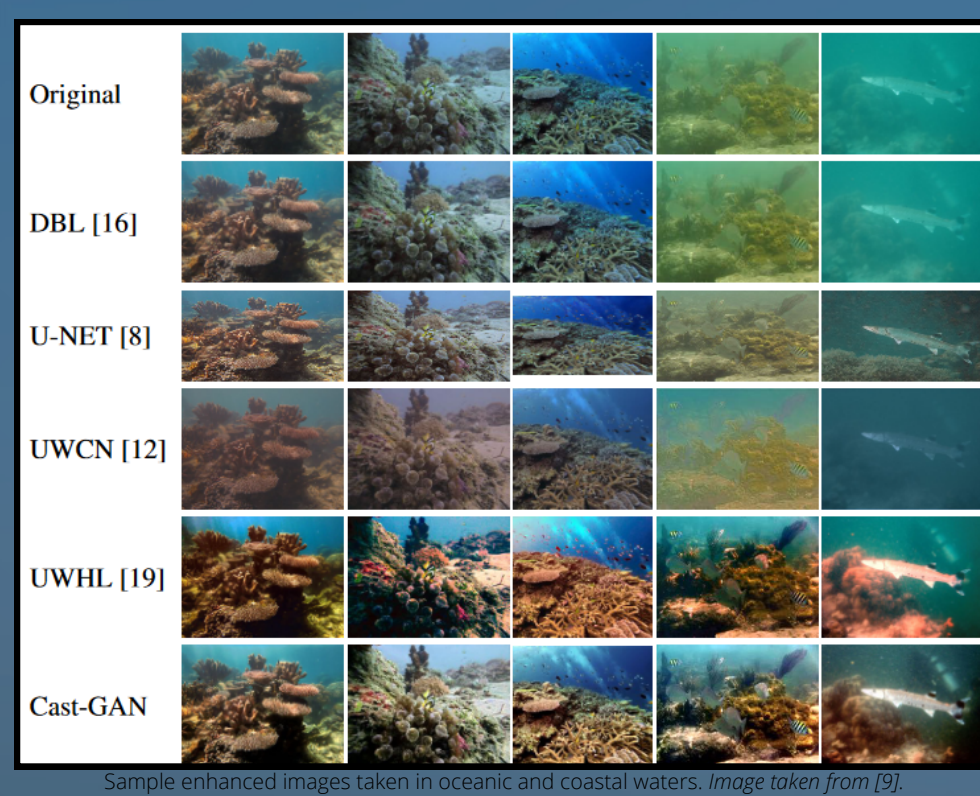 Original
DBL [16]
U-NET [8]
UWCN [12]
UWHL [19]
Cast-GAN
Sample enhanced images taken in oceanic and coastal waters. Image taken from [9].